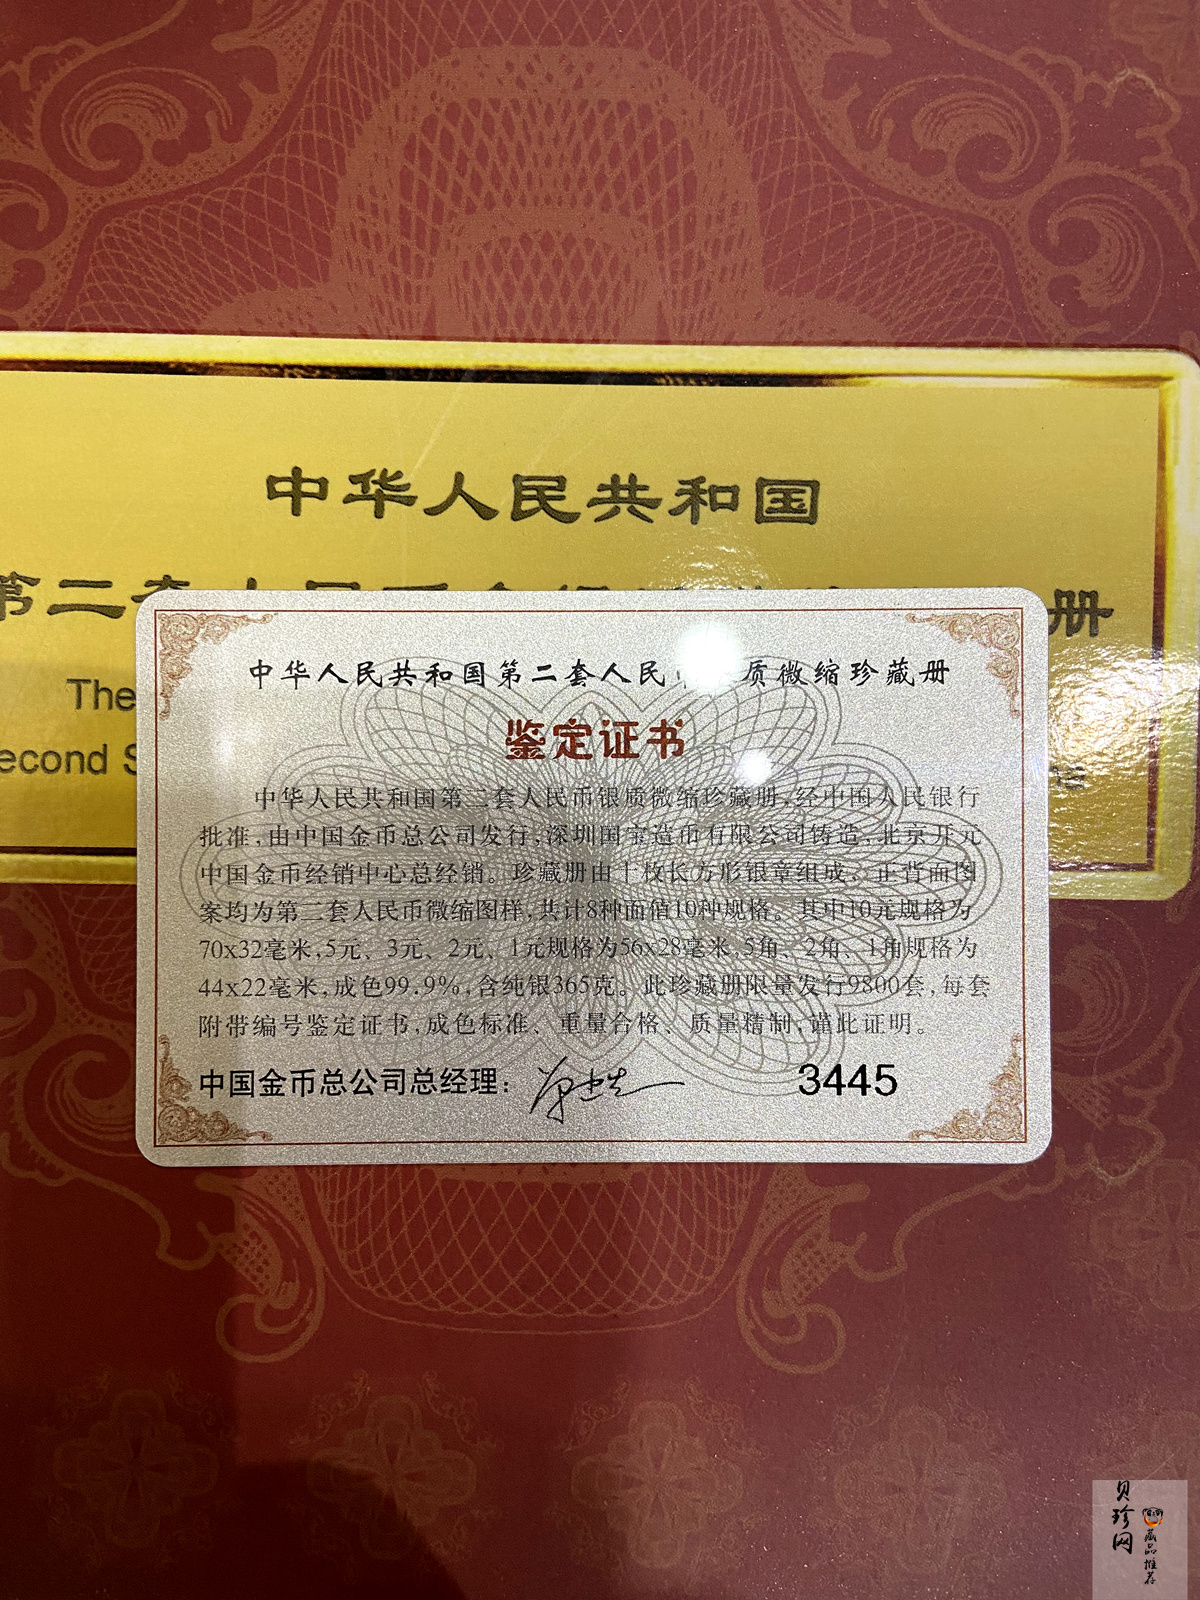 中华人民共和国
第二套人民币 册
The
econd S
中华人民共和国第二套人民币 质微缩珍藏册
鉴定证书
中华人民共和国第二套人民币银质微缩珍藏册,经中国人民银行
批准,由中国金币总公司发行,深圳国宝造币有限公司铸造,北京开元
中国金币经销中心总经销。珍藏册由十枚长方形银章组成。正背面图
案均为第二套人民币微缩图样,共计8种面值10种规格。其中10元规格为
70x32毫米,5元、3元、2元、1元规格为56x28毫米,5角、2角、1角规格为
44x22毫米,成色99.9%,含纯银365克。此珍藏册限量发行9800套,每套
附带编号鉴定证书,成色标准、重量合格、质量精制,谨此证明。
中国金币总公司总经理: 3445
贝珍网
藏品推荐